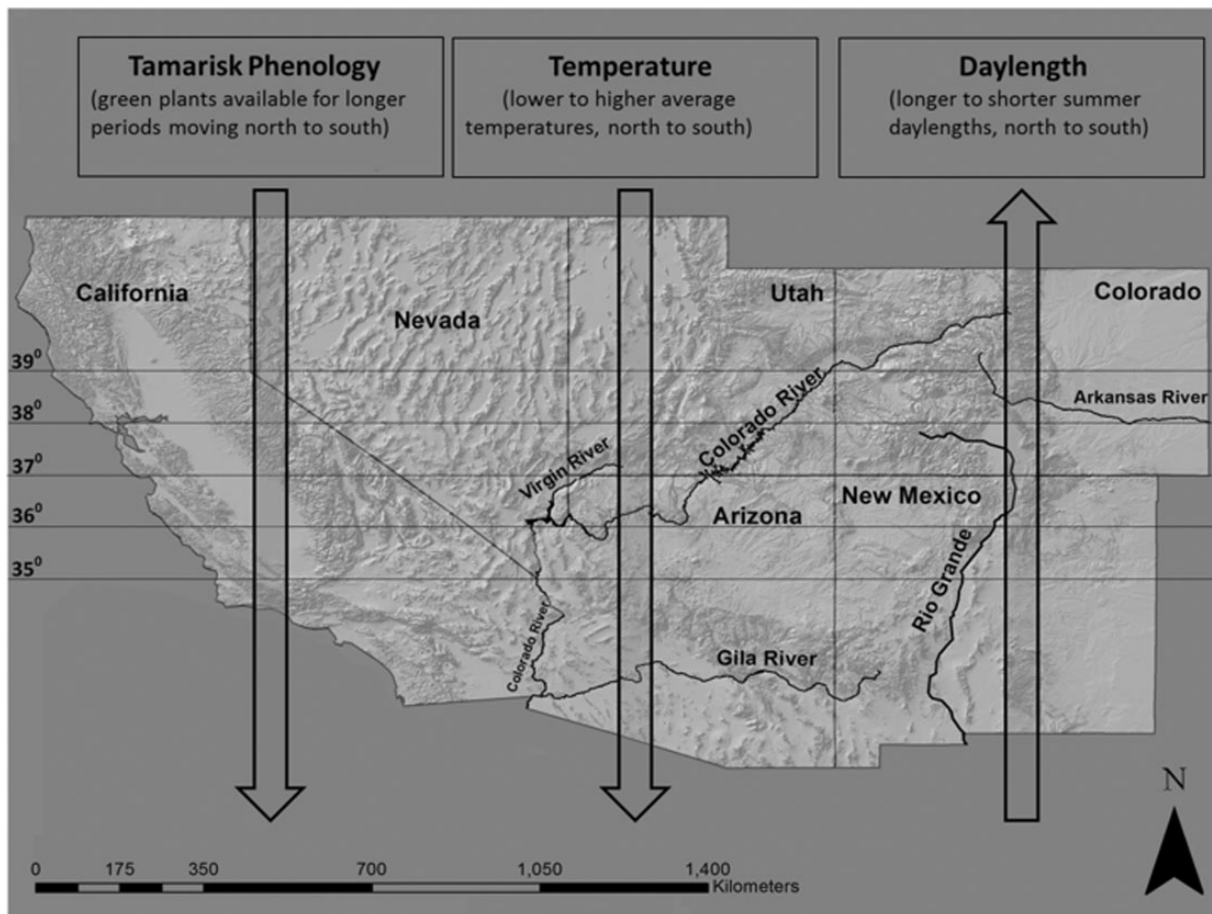 Tamarisk Phenology
(green plants available for longer
periods moving north to south)
Temperature
(lower to higher average
temperatures, north to south)
Daylength
(longer to shorter summer
daylengths, north to south)
California
Nevada
Utah
Colorado
39⁰
38⁰
37⁰
36⁰
35⁰
Colorado River
Arkansas River
Virgin River
Arizona
New Mexico
Rio Grande
Colorado River
Gila River
N
0 175 350 700 1,050 1,400
Kilometers